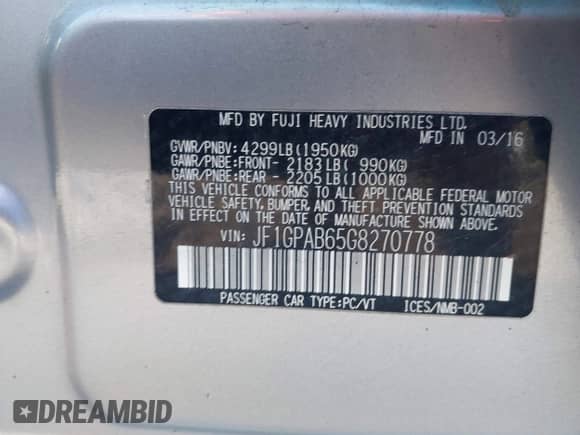 MFD BY FUJI HEAVY INDUSTRIES LTD.
MFD IN 03/16
GVWR/PNBV: 4299LB(1950KG)
GAWR/PNBE:FRONT- 2183LB( 990KG)
GAWR/PNBE:REAR - 2205LB(1000KG)
THIS VEHICLE CONFORMS TO ALL APPLICABLE FEDERAL MOTOR
VEHICLE SAFETY, BUMPER, AND THEFT PREVENTION STANDARDS
IN EFFECT ON THE DATE OF MANUFACTURE SHOWN ABOVE.
VIN: JF1GPAB65G8270778
PASSENGER CAR TYPE:PC/VT ICES/NMB-002
DREAMBID